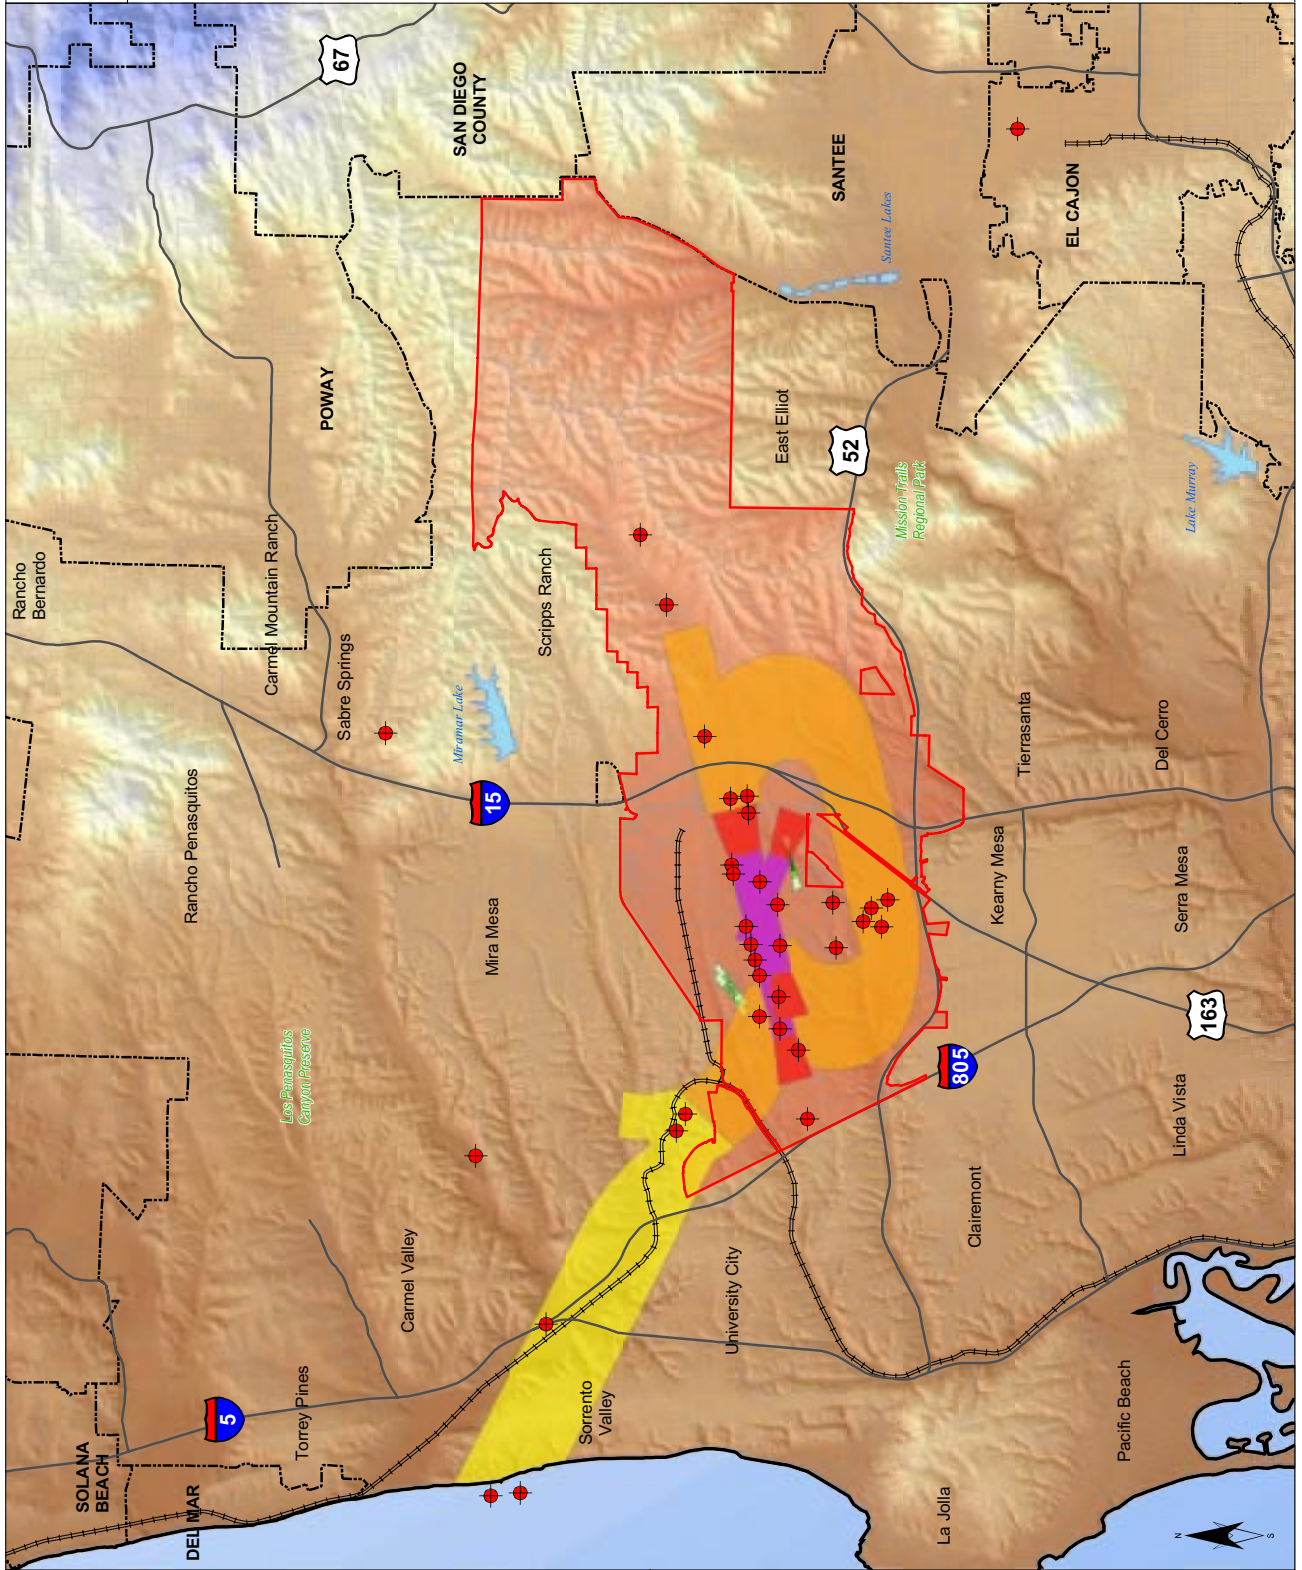 67
SAN DIEGO
COUNTY
SANTEE
EL CAJON
Santee Lakes
POWAY
East Elliot
52
Mission Trails
Regional Park
Lake Murray
Rancho
Bernardo
Carmel Mountain Ranch
Sabre Springs
Scripps Ranch
Miramar Lake
Tierrasanta
Del Cerro
Rancho Penasquitos
15
Mira Mesa
Kearny Mesa
Serra Mesa
163
Los Penasquitos
Canyon Preserve
805
Linda Vista
Carmel Valley
University City
Clairemont
5
Torrey Pines
Sorrento
Valley
Pacific Beach
SOLANA
BEACH
DEL MAR
La Jolla
N
S